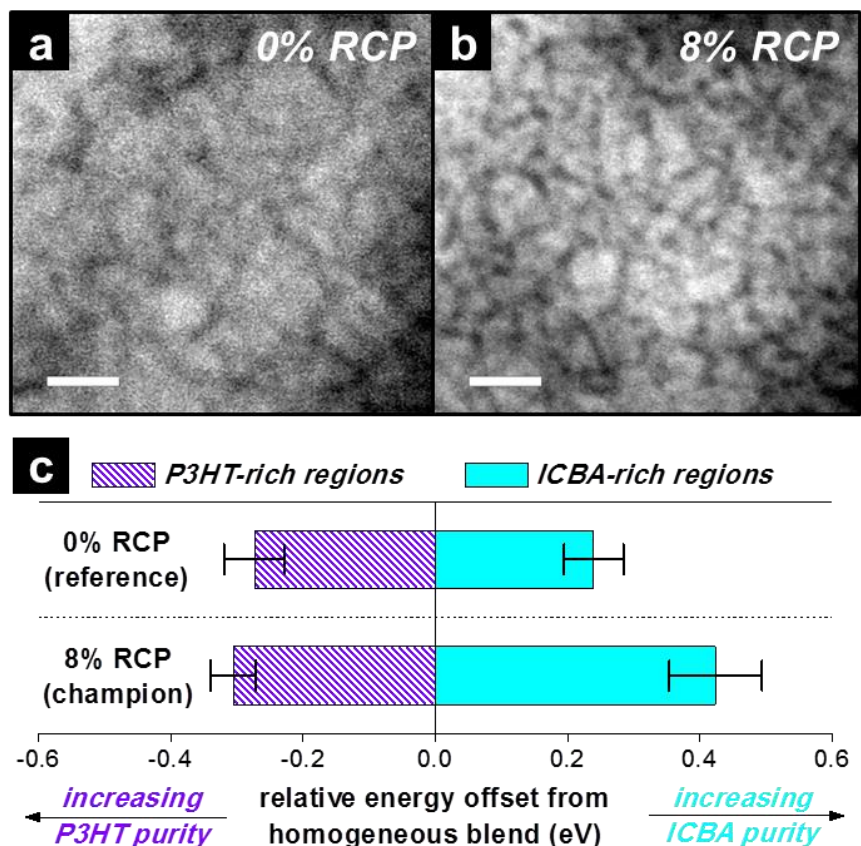 a
0% RCP
b
8% RCP
c
P3HT-rich regions
ICBA-rich regions
0% RCP
(reference)
8% RCP
(champion)
-0.6
-0.4
-0.2
0.0
0.2
0.4
0.6
increasing
P3HT purity
relative energy offset from
homogeneous blend (eV)
increasing
ICBA purity